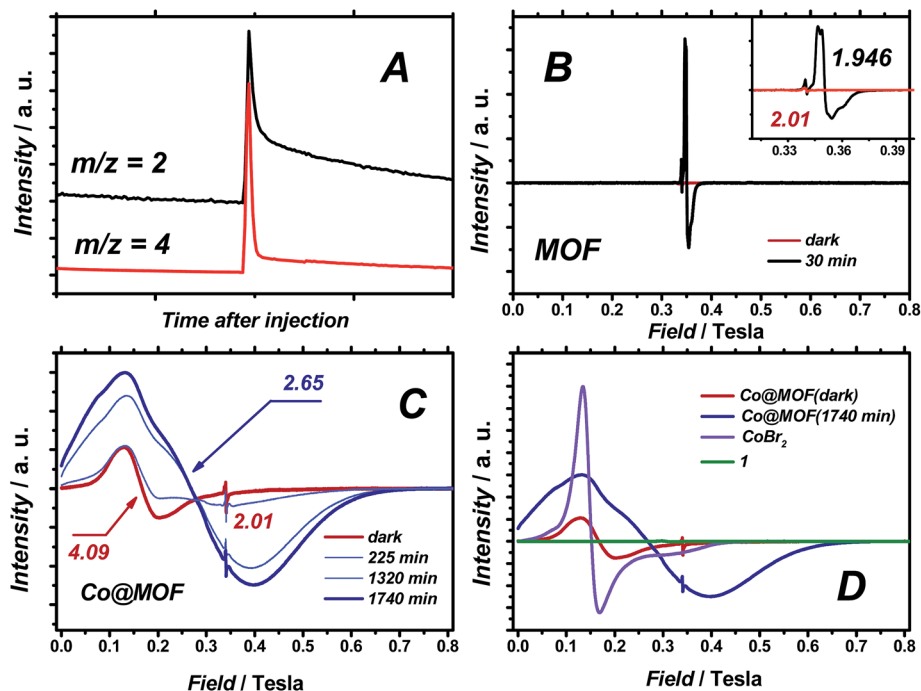 A
Intensity / a. u.
m/z = 2
m/z = 4
Time after injection
B
Intensity / a. u.
1.946
2.01
0.33 0.36 0.39
MOF
dark
30 min
0.0 0.1 0.2 0.3 0.4 0.5 0.6 0.7 0.8
Field / Tesla
C
Intensity / a. u.
2.65
4.09
2.01
Co@MOF
dark
225 min
1320 min
1740 min
0.0 0.1 0.2 0.3 0.4 0.5 0.6 0.7 0.8
Field / Tesla
D
Intensity / a. u.
Co@MOF(dark)
Co@MOF(1740 min)
CoBr2
1
0.0 0.1 0.2 0.3 0.4 0.5 0.6 0.7 0.8
Field / Tesla